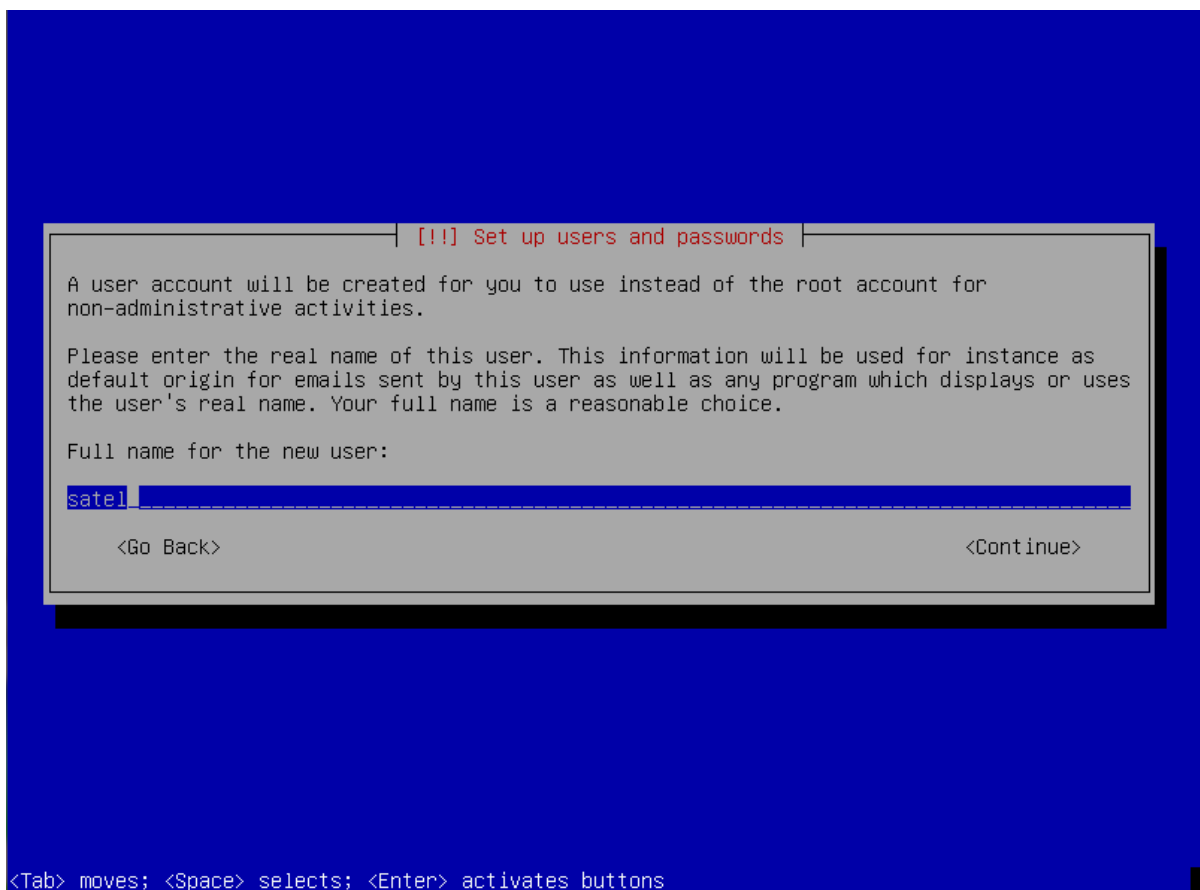 [!!] Set up users and passwords
A user account will be created for you to use instead of the root account for
non-administrative activities.
Please enter the real name of this user. This information will be used for instance as
default origin for emails sent by this user as well as any program which displays or uses
the user's real name. Your full name is a reasonable choice.
Full name for the new user:
satel
<Go Back> <Continue>
<Tab> moves; <Space> selects; <Enter> activates buttons